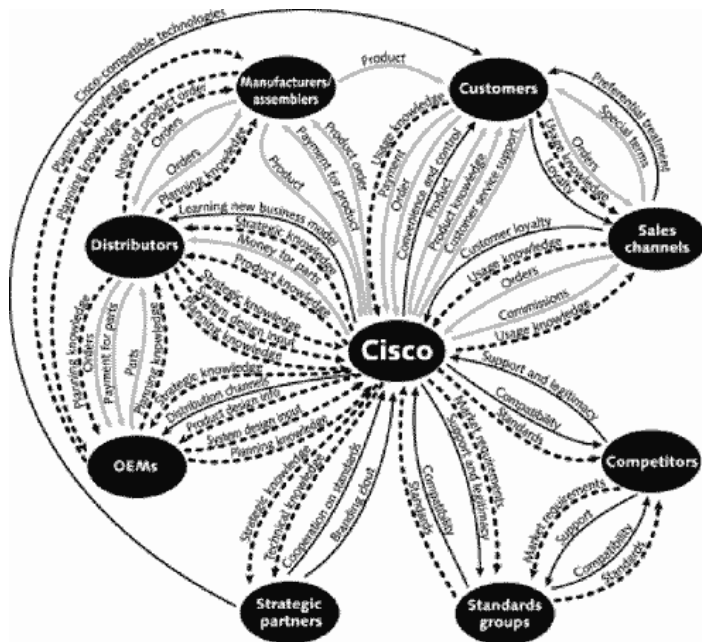 Cisco-compatible technologies
Planning knowledge
Planning knowledge
Notice of product order
Orders
Orders
Planning knowledge
Manufacturers/
assemblers
Product
Customers
Preferential treatment
Special terms
Orders
Usage knowledge
Loyalty
Usage knowledge
Payment
Order
Convenience and control
Product
Product knowledge
Customer service support
Product order
Payment for product
Product
Distributors
Learning new business model
Strategic knowledge
Money for parts
Product knowledge
Strategic knowledge
System design input
Planning knowledge
Sales
channels
Customer loyalty
Usage knowledge
Orders
Commissions
Usage knowledge
Cisco
Planning knowledge
Orders
Payment for parts
Parts
Planning knowledge
Strategic knowledge
Distribution channels
Product design info
System design input
Planning knowledge
OEMs
Support and legitimacy
Compatibility
Standards
Competitors
Strategic knowledge
Technical knowledge
Cooperation on standards
Branding clout
Market requirements
Support and legitimacy
Compatibility
Standards
Market requirements
Support
Compatibility
Standards
Strategic
partners
Standards
groups